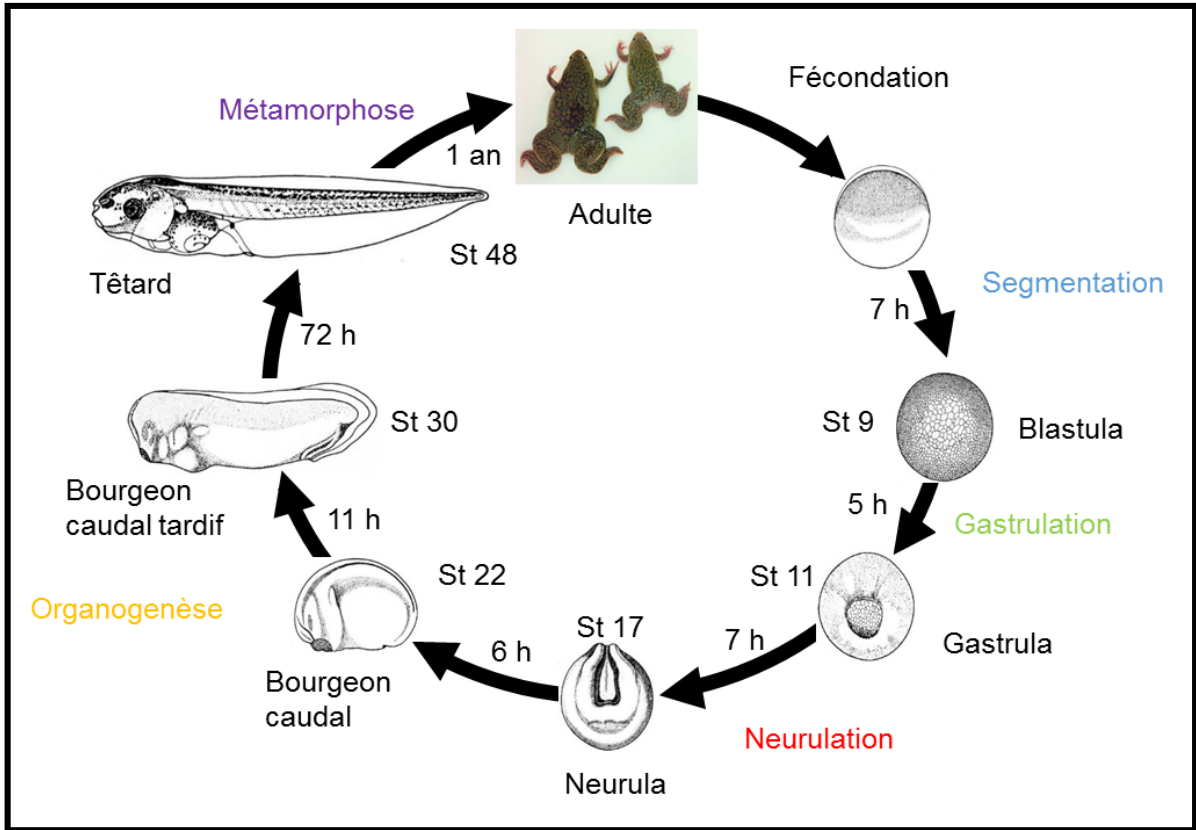 Métamorphose
1 an
Adulte
Fécondation
Segmentation
7 h
St 9
Blastula
5 h
Gastrulation
St 11
Gastrula
7 h
Neurulation
St 17
Neurula
6 h
St 22
Bourgeon
caudal
Organogenèse
11 h
Bourgeon
caudal tardif
St 30
72 h
Têtard
St 48